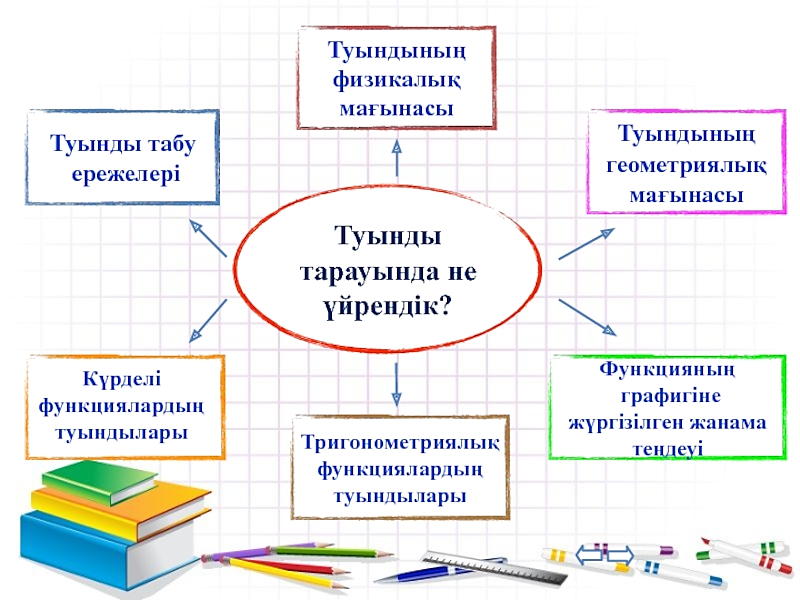 Туындының
физикалық
мағынасы
Туынды табу
ережелері
Туындының
геометриялық
мағынасы
Туынды
тарауында не
үйрендік?
Күрделі
функциялардың
туындылары
Тригонометриялық
функциялардың
туындылары
Функцияның
графигіне
жүргізілген жанама
теңдеуі